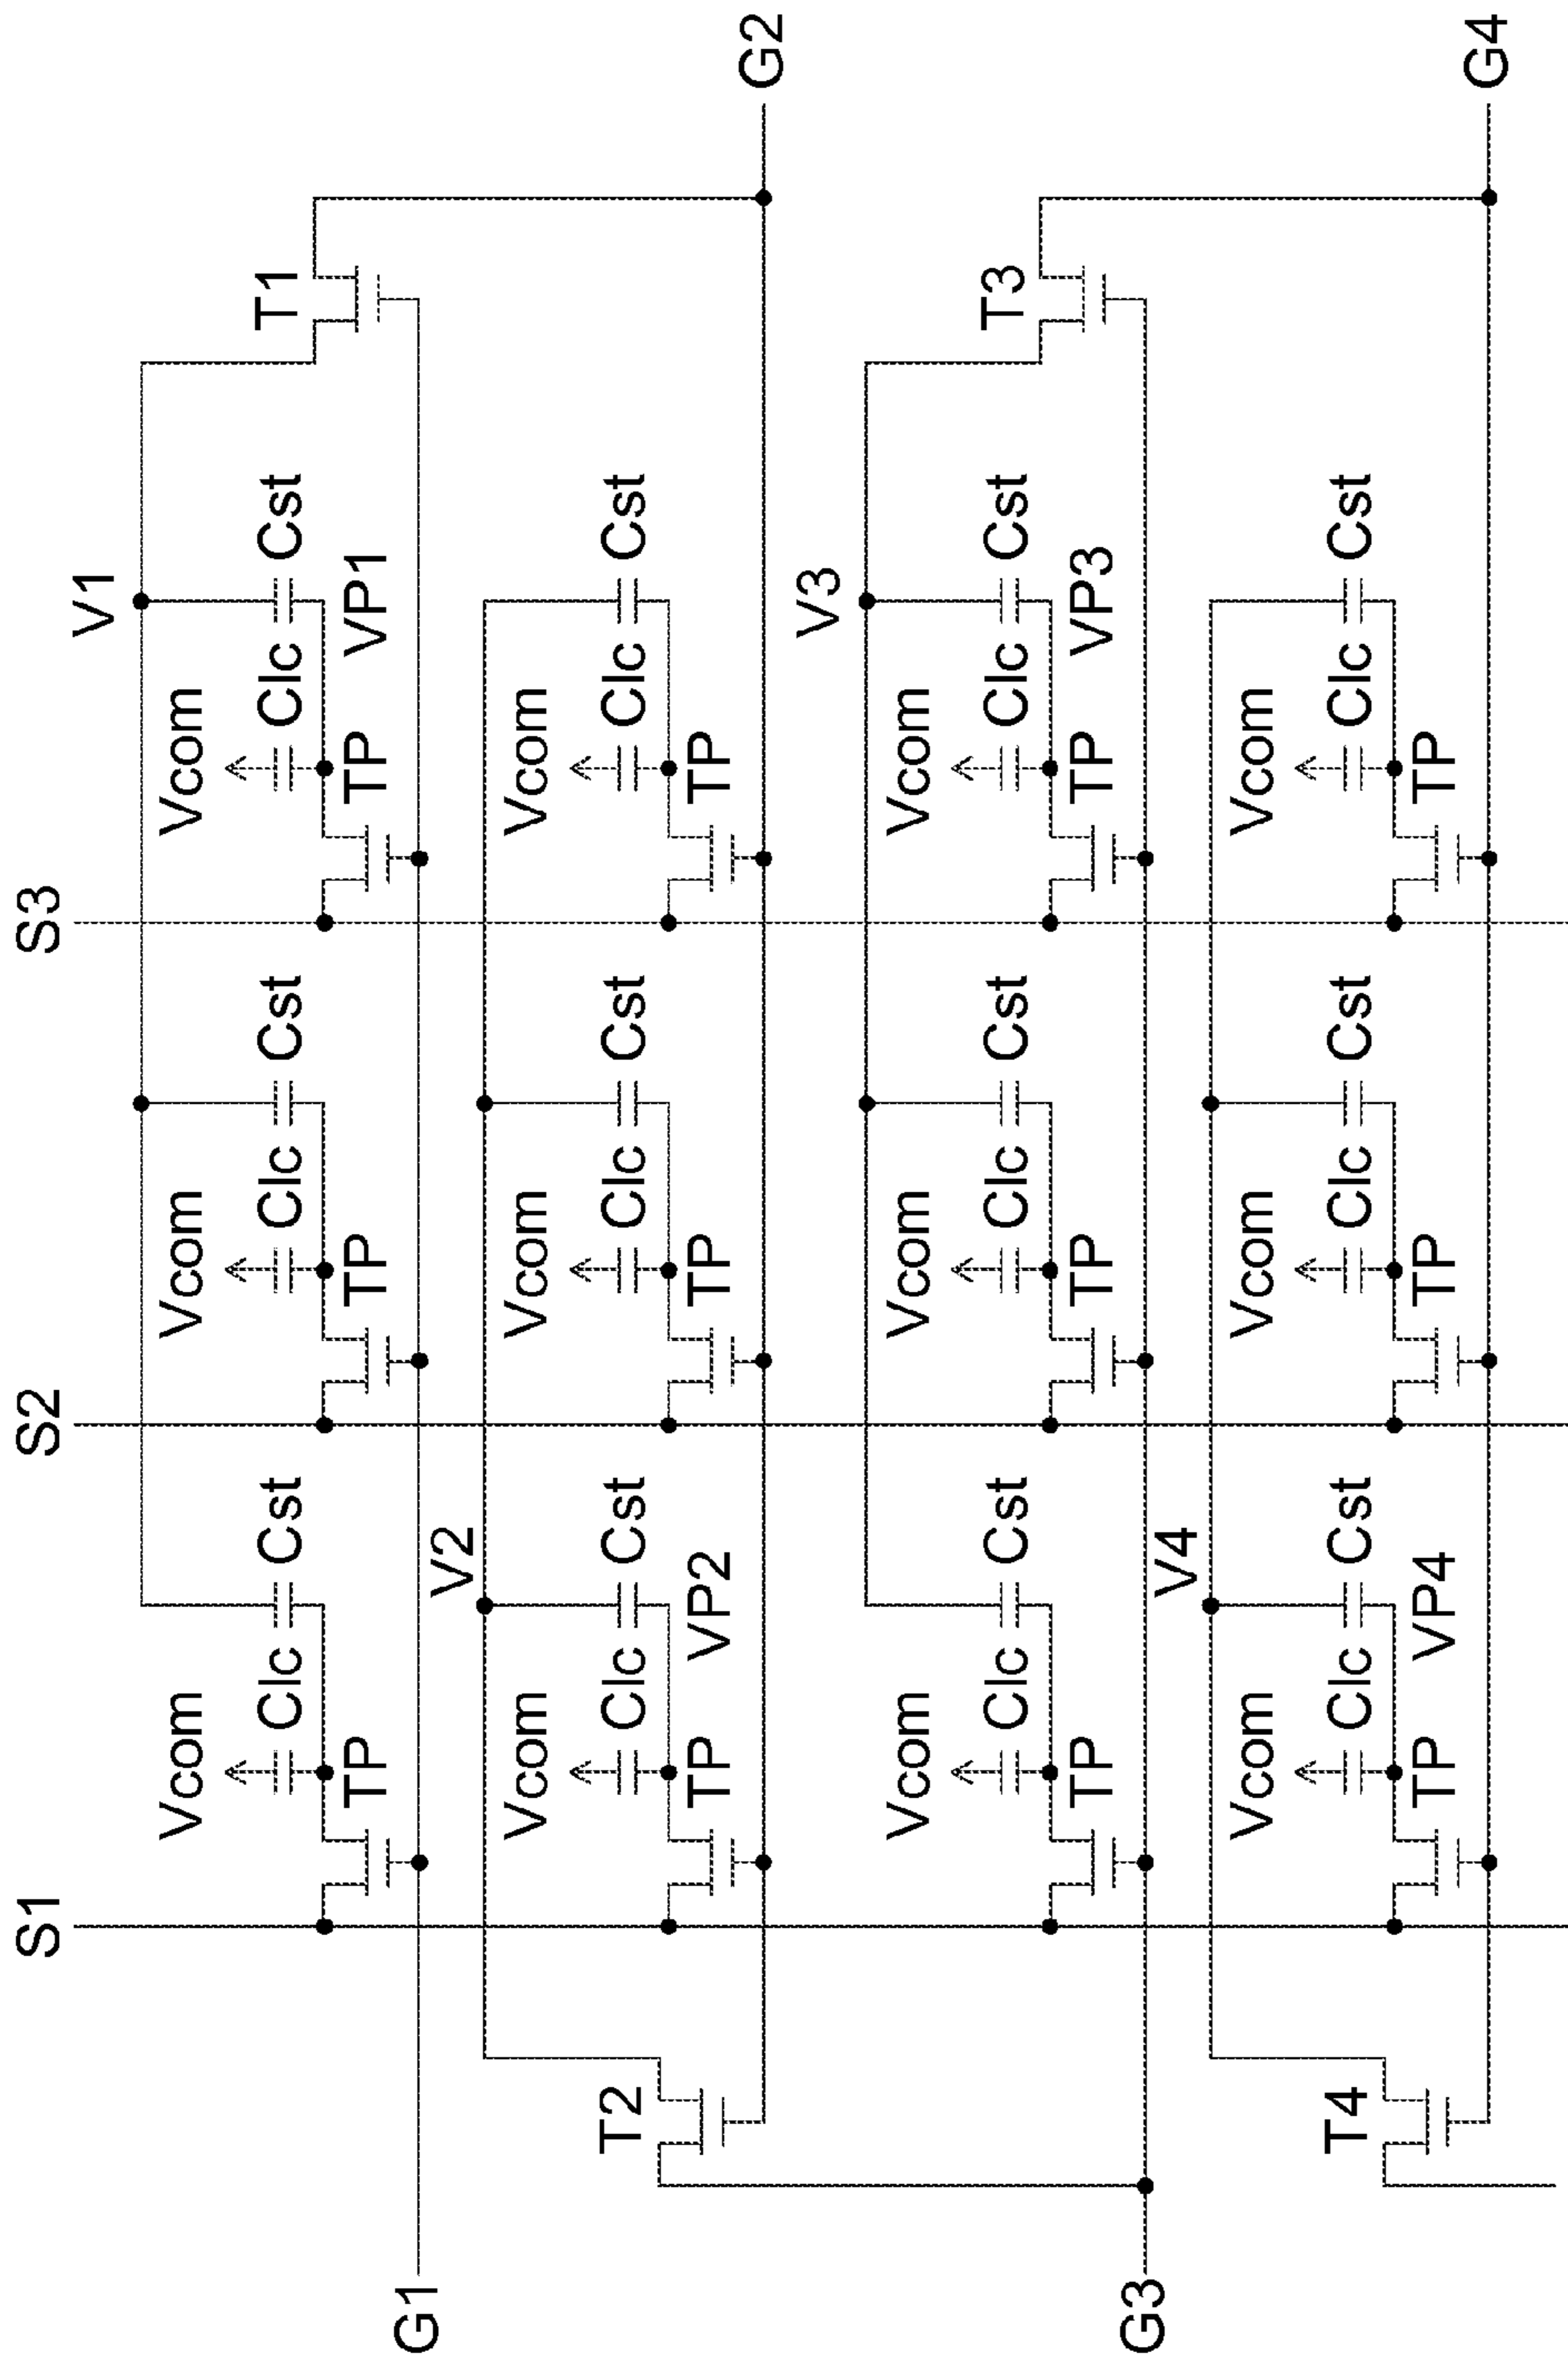 S1 S2 S3
V1
Vcom Vcom Vcom
Clc Cst Clc Cst Clc Cst T1
TP TP TP VP1
G1
V2
Vcom Vcom Vcom
T2 Clc Cst Clc Cst Clc Cst
TP VP2 TP TP
G2
V3
Vcom Vcom Vcom
Clc Cst Clc Cst Clc Cst T3
TP TP TP VP3
G3
V4
Vcom Vcom Vcom
T4 Clc Cst Clc Cst Clc Cst
TP VP4 TP TP
G4